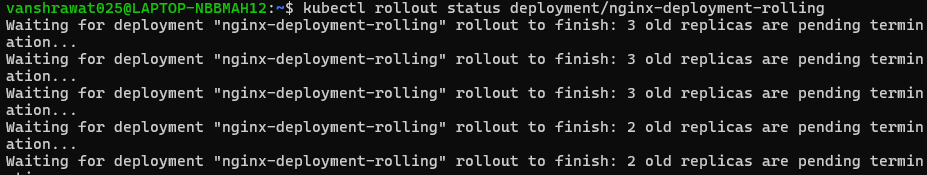 vanshrawat025@LAPTOP-NBBMAH12:~$ kubectl rollout status deployment/nginx-deployment-rolling
Waiting for deployment "nginx-deployment-rolling" rollout to finish: 3 old replicas are pending termin
ation...
Waiting for deployment "nginx-deployment-rolling" rollout to finish: 3 old replicas are pending termin
ation...
Waiting for deployment "nginx-deployment-rolling" rollout to finish: 3 old replicas are pending termin
ation...
Waiting for deployment "nginx-deployment-rolling" rollout to finish: 2 old replicas are pending termin
ation...
Waiting for deployment "nginx-deployment-rolling" rollout to finish: 2 old replicas are pending termin